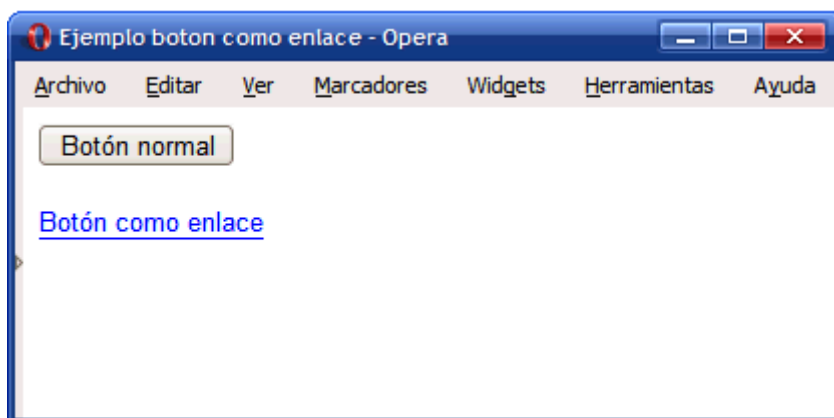 Ejemplo boton como enlace - Opera
Archivo Editar Ver Marcadores Widgets Herramientas Ayuda
Botón normal
Botón como enlace